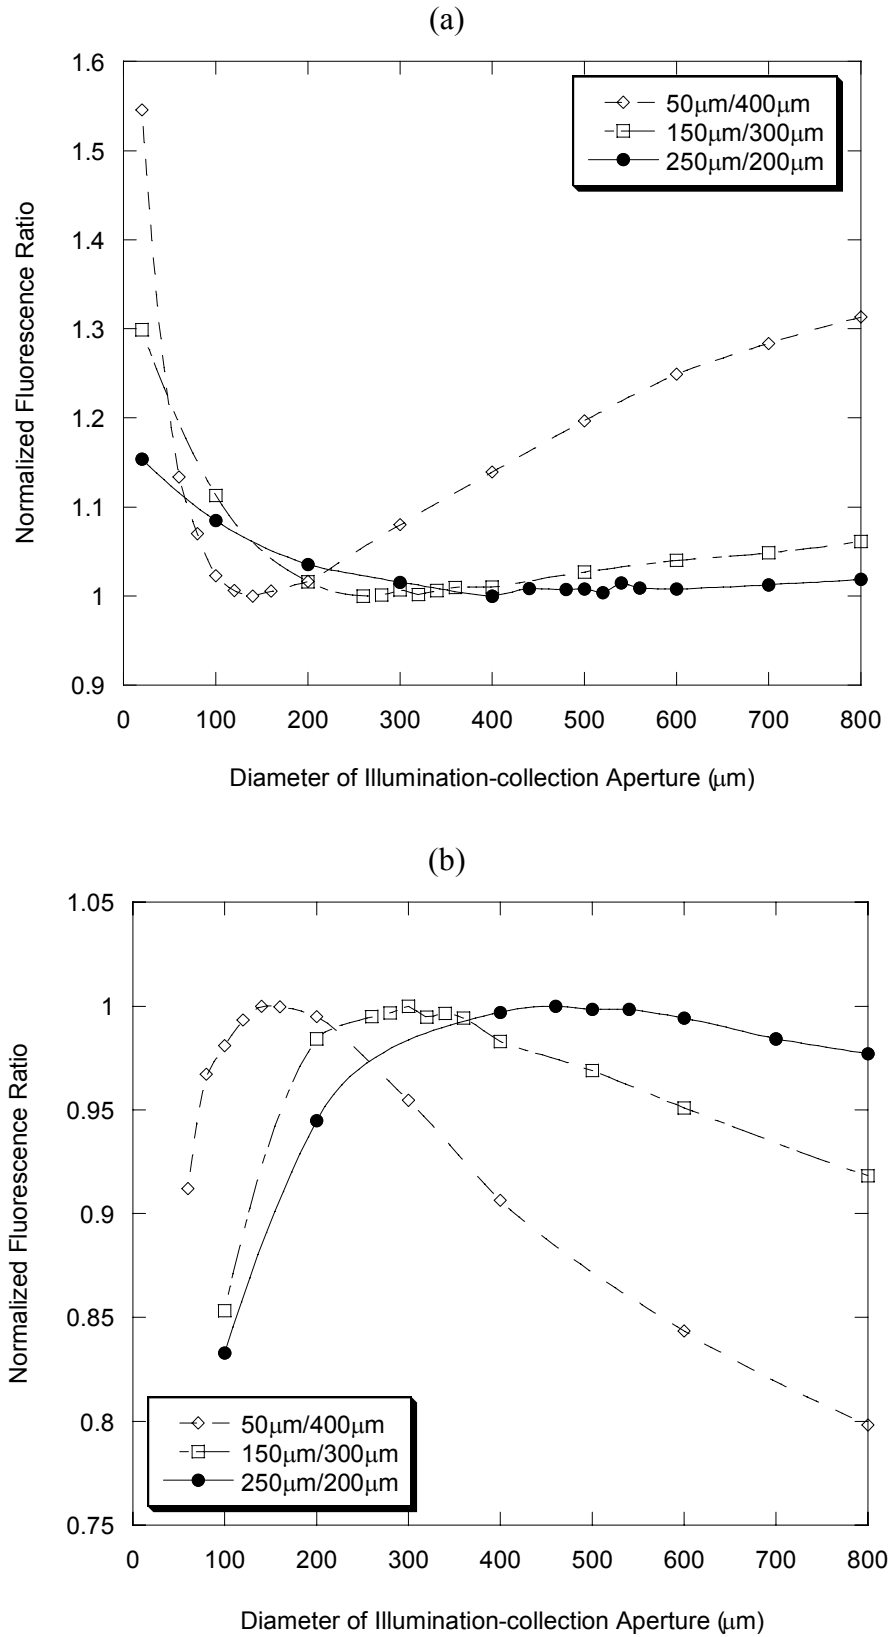 (a)
1.6
1.5
1.4
1.3
1.2
1.1
1
0.9
Normalized Fluorescence Ratio
50μm/400μm
150μm/300μm
250μm/200μm
0 100 200 300 400 500 600 700 800
Diameter of Illumination-collection Aperture (μm)
(b)
1.05
1
0.95
0.9
0.85
0.8
0.75
Normalized Fluorescence Ratio
50μm/400μm
150μm/300μm
250μm/200μm
0 100 200 300 400 500 600 700 800
Diameter of Illumination-collection Aperture (μm)